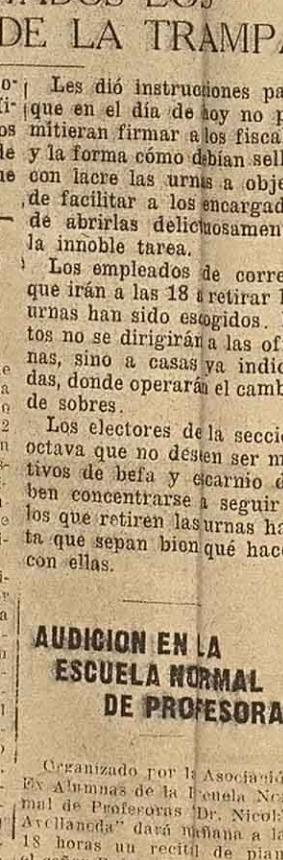 DE LA TRAMPA
Les dió instrucciones pa
que en el día de hoy no p
mitieran firmar a los fisca
y la forma cómo debían sell
con lacre las urnas a obje
de facilitar a los encargad
de abrirlas delictuosamen
la innoble tarea.
Los empleados de corre
que irán a las 18 a retirar l
urnas han sido escogidos.
tos no se dirigirán a las of
nas, sino a casas ya indic
das, donde operarán el camb
de sobres.
Los electores de la secci
octava que no deseen ser m
tivos de befa y escarnio d
ben concentrarse a seguir
los que retiren las urnas ha
ta que sepan bien qué hac
con ellas.
AUDICION EN LA
ESCUELA NORMAL
DE PROFESORA
Organizado por la Asociació
Ex Alumnas de la Escuela No
mal de Profesoras "Dr. Nicol
Avellaneda" dará mañana a la
18 horas un recital de pian